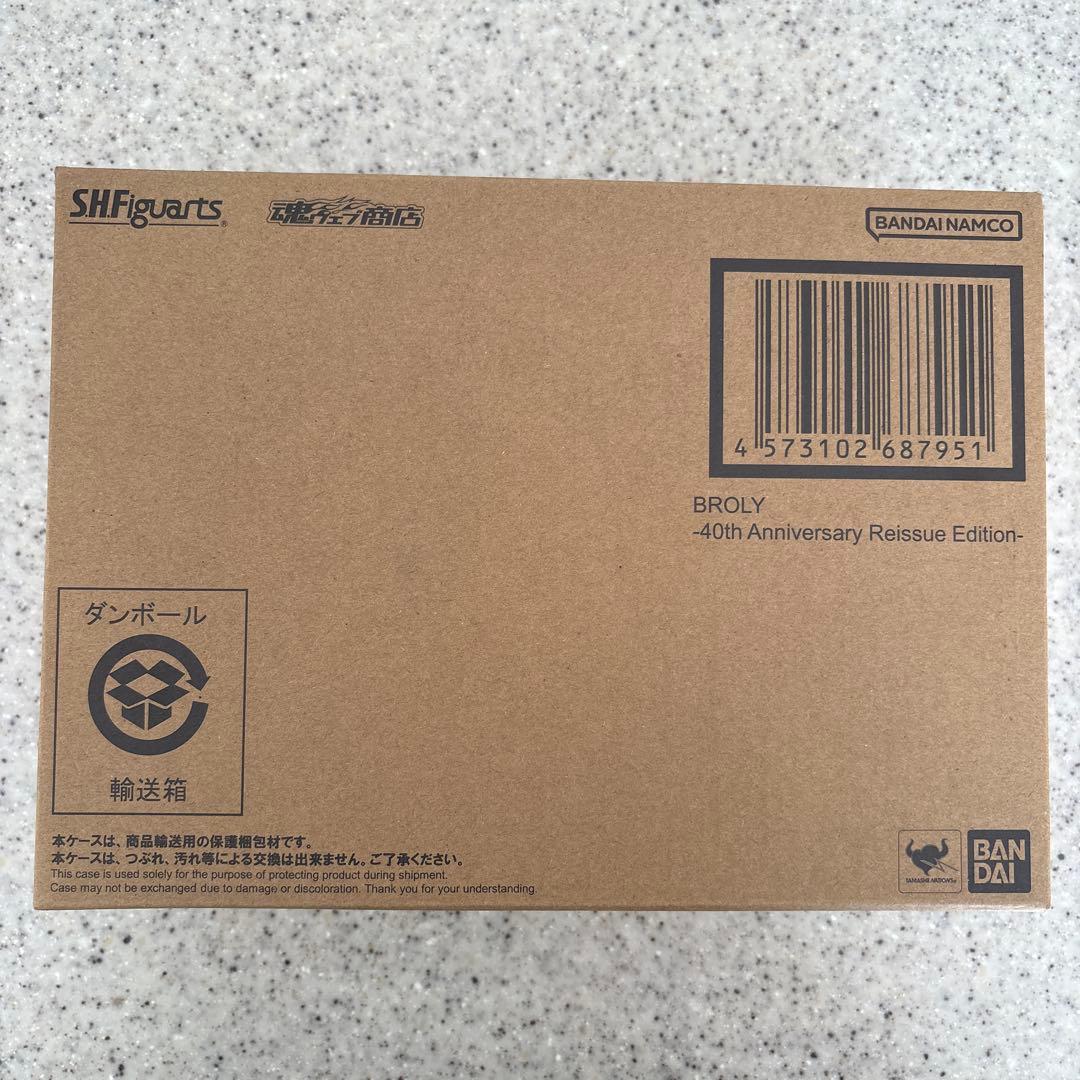 S.H.Figuarts®
魂ウェブ商店
BANDAI NAMCO
4 573102 687951
BROLY
-40th Anniversary Reissue Edition-
ダンボール
輸送箱
本ケースは、商品輸送用の保護梱包材です。
本ケースは、つぶれ、汚れ等による交換は出来ません。ご了承ください。
This case is used solely for the purpose of protecting product during shipment.
Case may not be exchanged due to damage or discoloration. Thank you for your understanding.
TAMASHII NATIONS
BAN
DAI